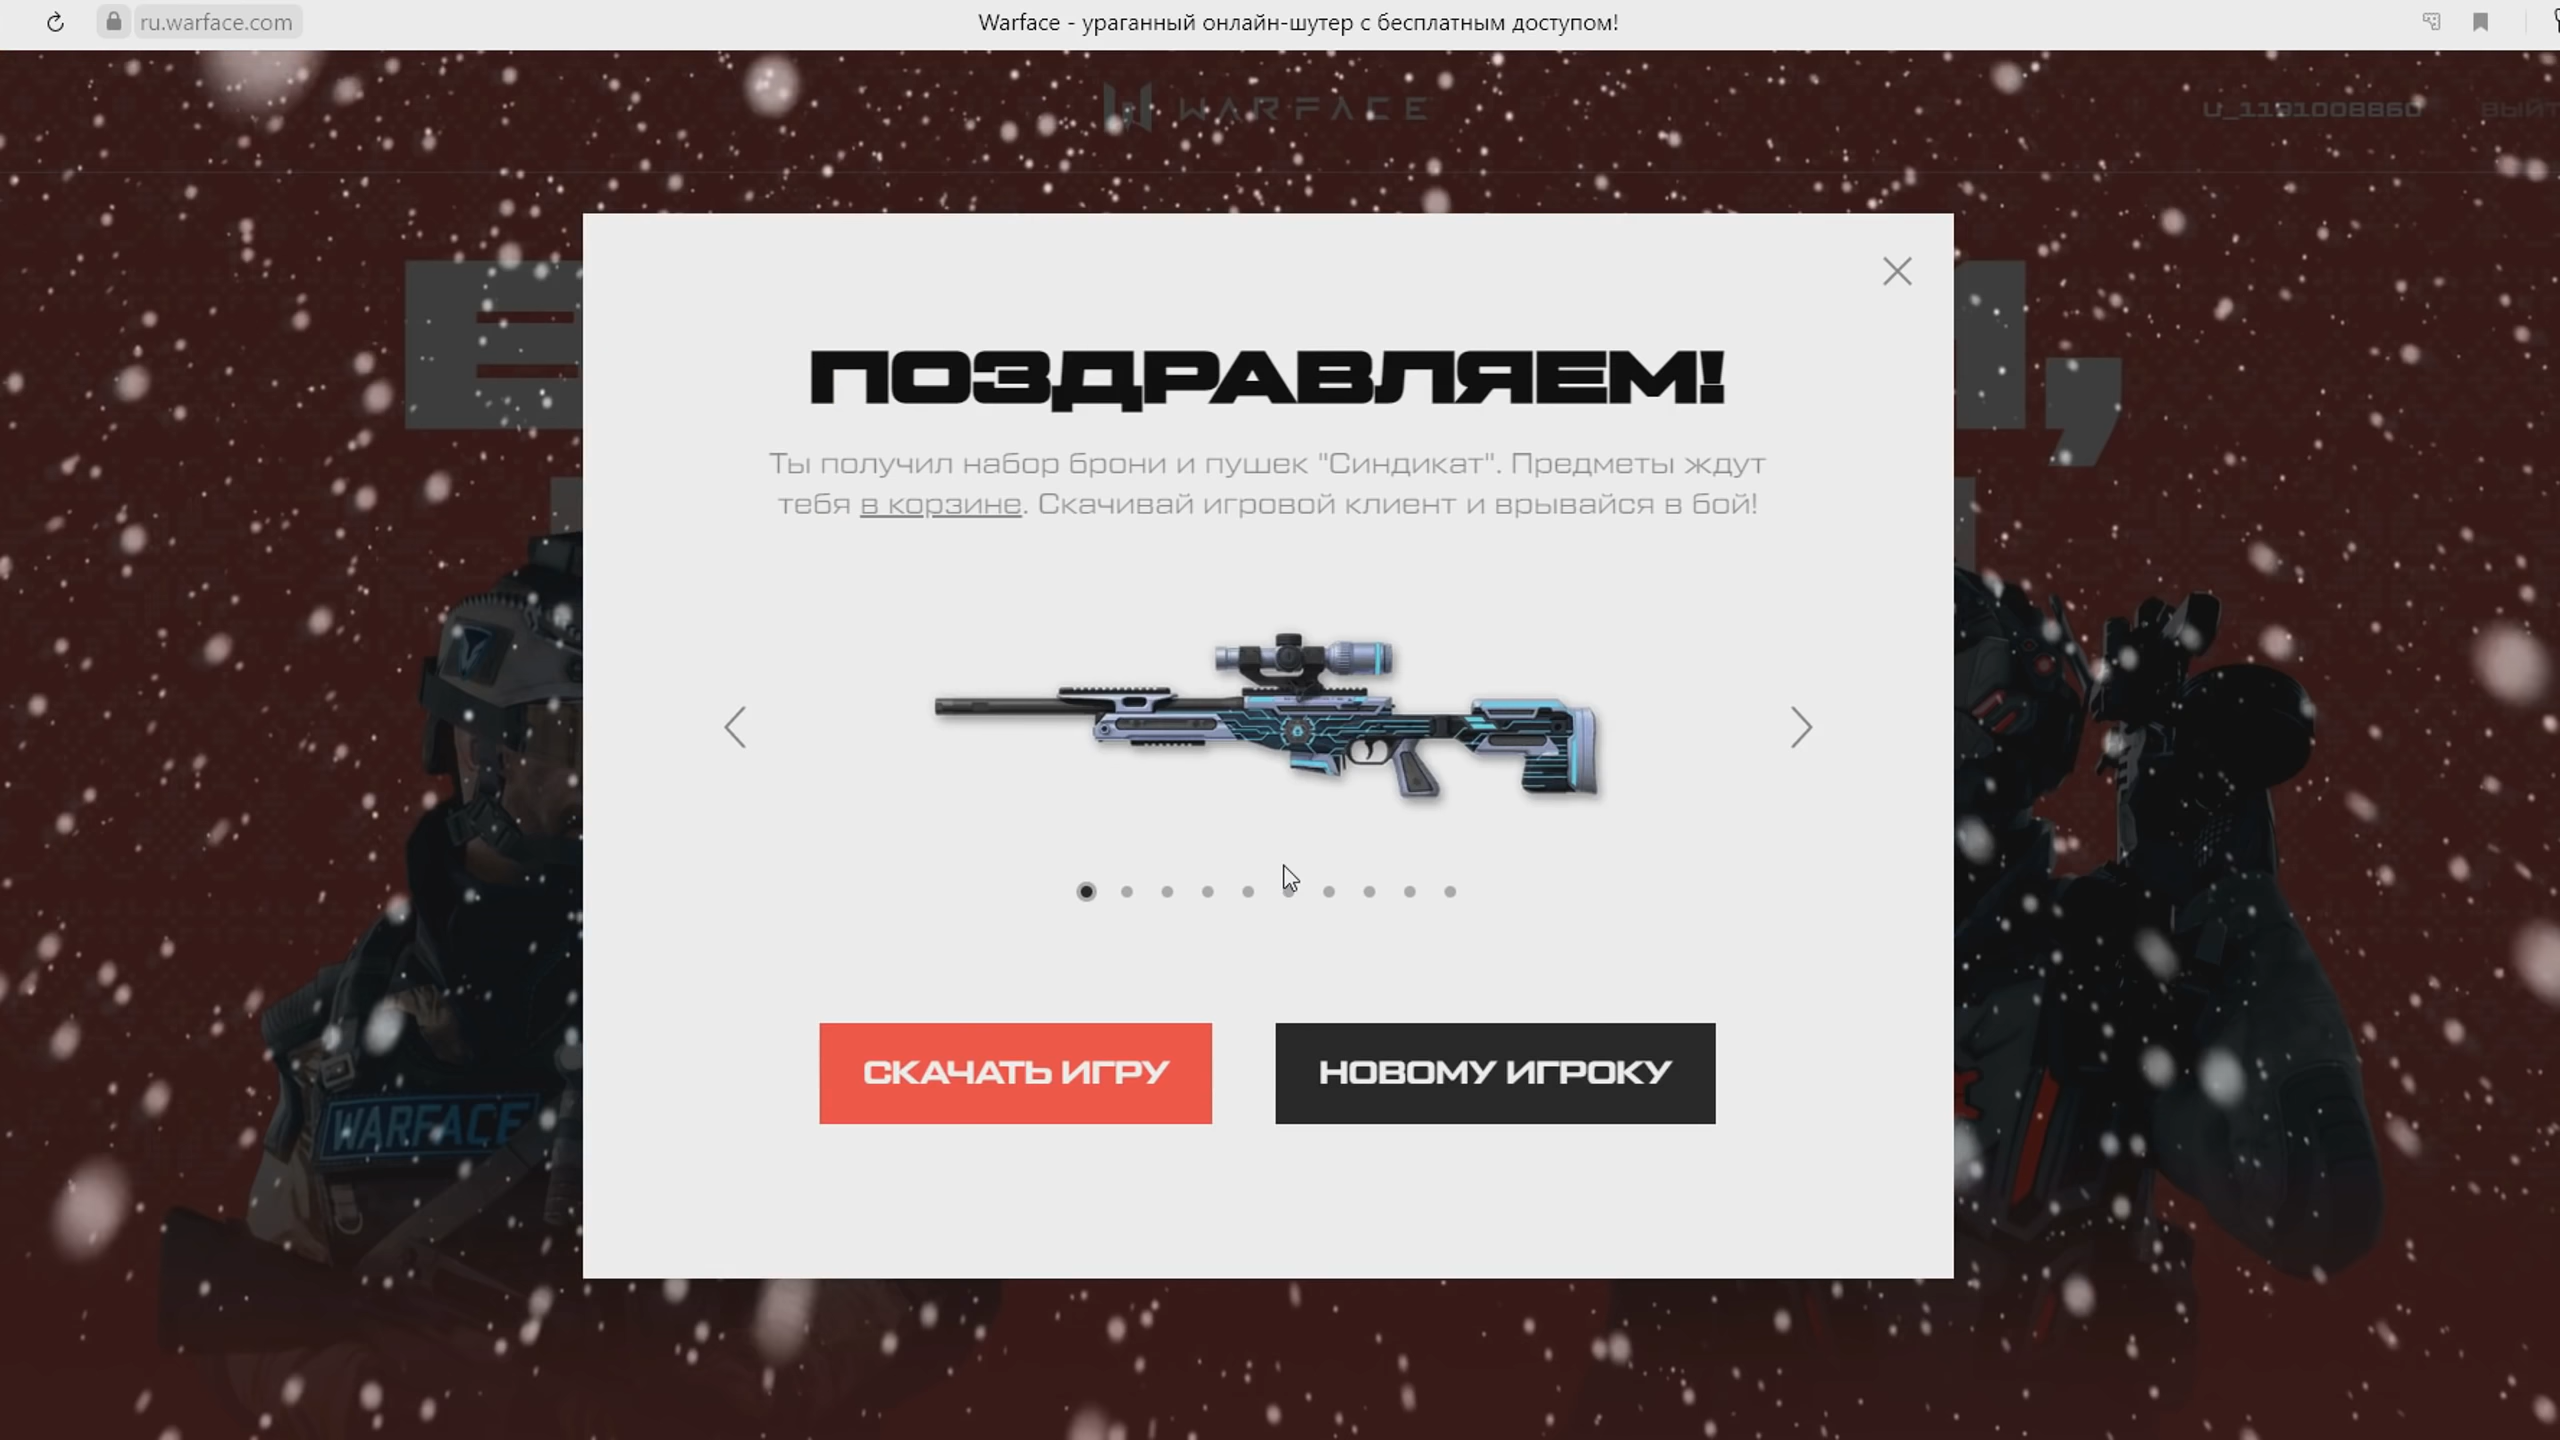 ru.warface.com
Warface - ураганный онлайн-шутер с бесплатным доступом!
WARFACE
U_1191008860
ПОЗДРАВЛЯЕМ!
Ты получил набор брони и пушек "Синдикат". Предметы ждут
тебя в корзине. Скачивай игровой клиент и врывайся в бой!
WARFACE
СКАЧАТЬ ИГРУ
НОВОМУ ИГРОКУ